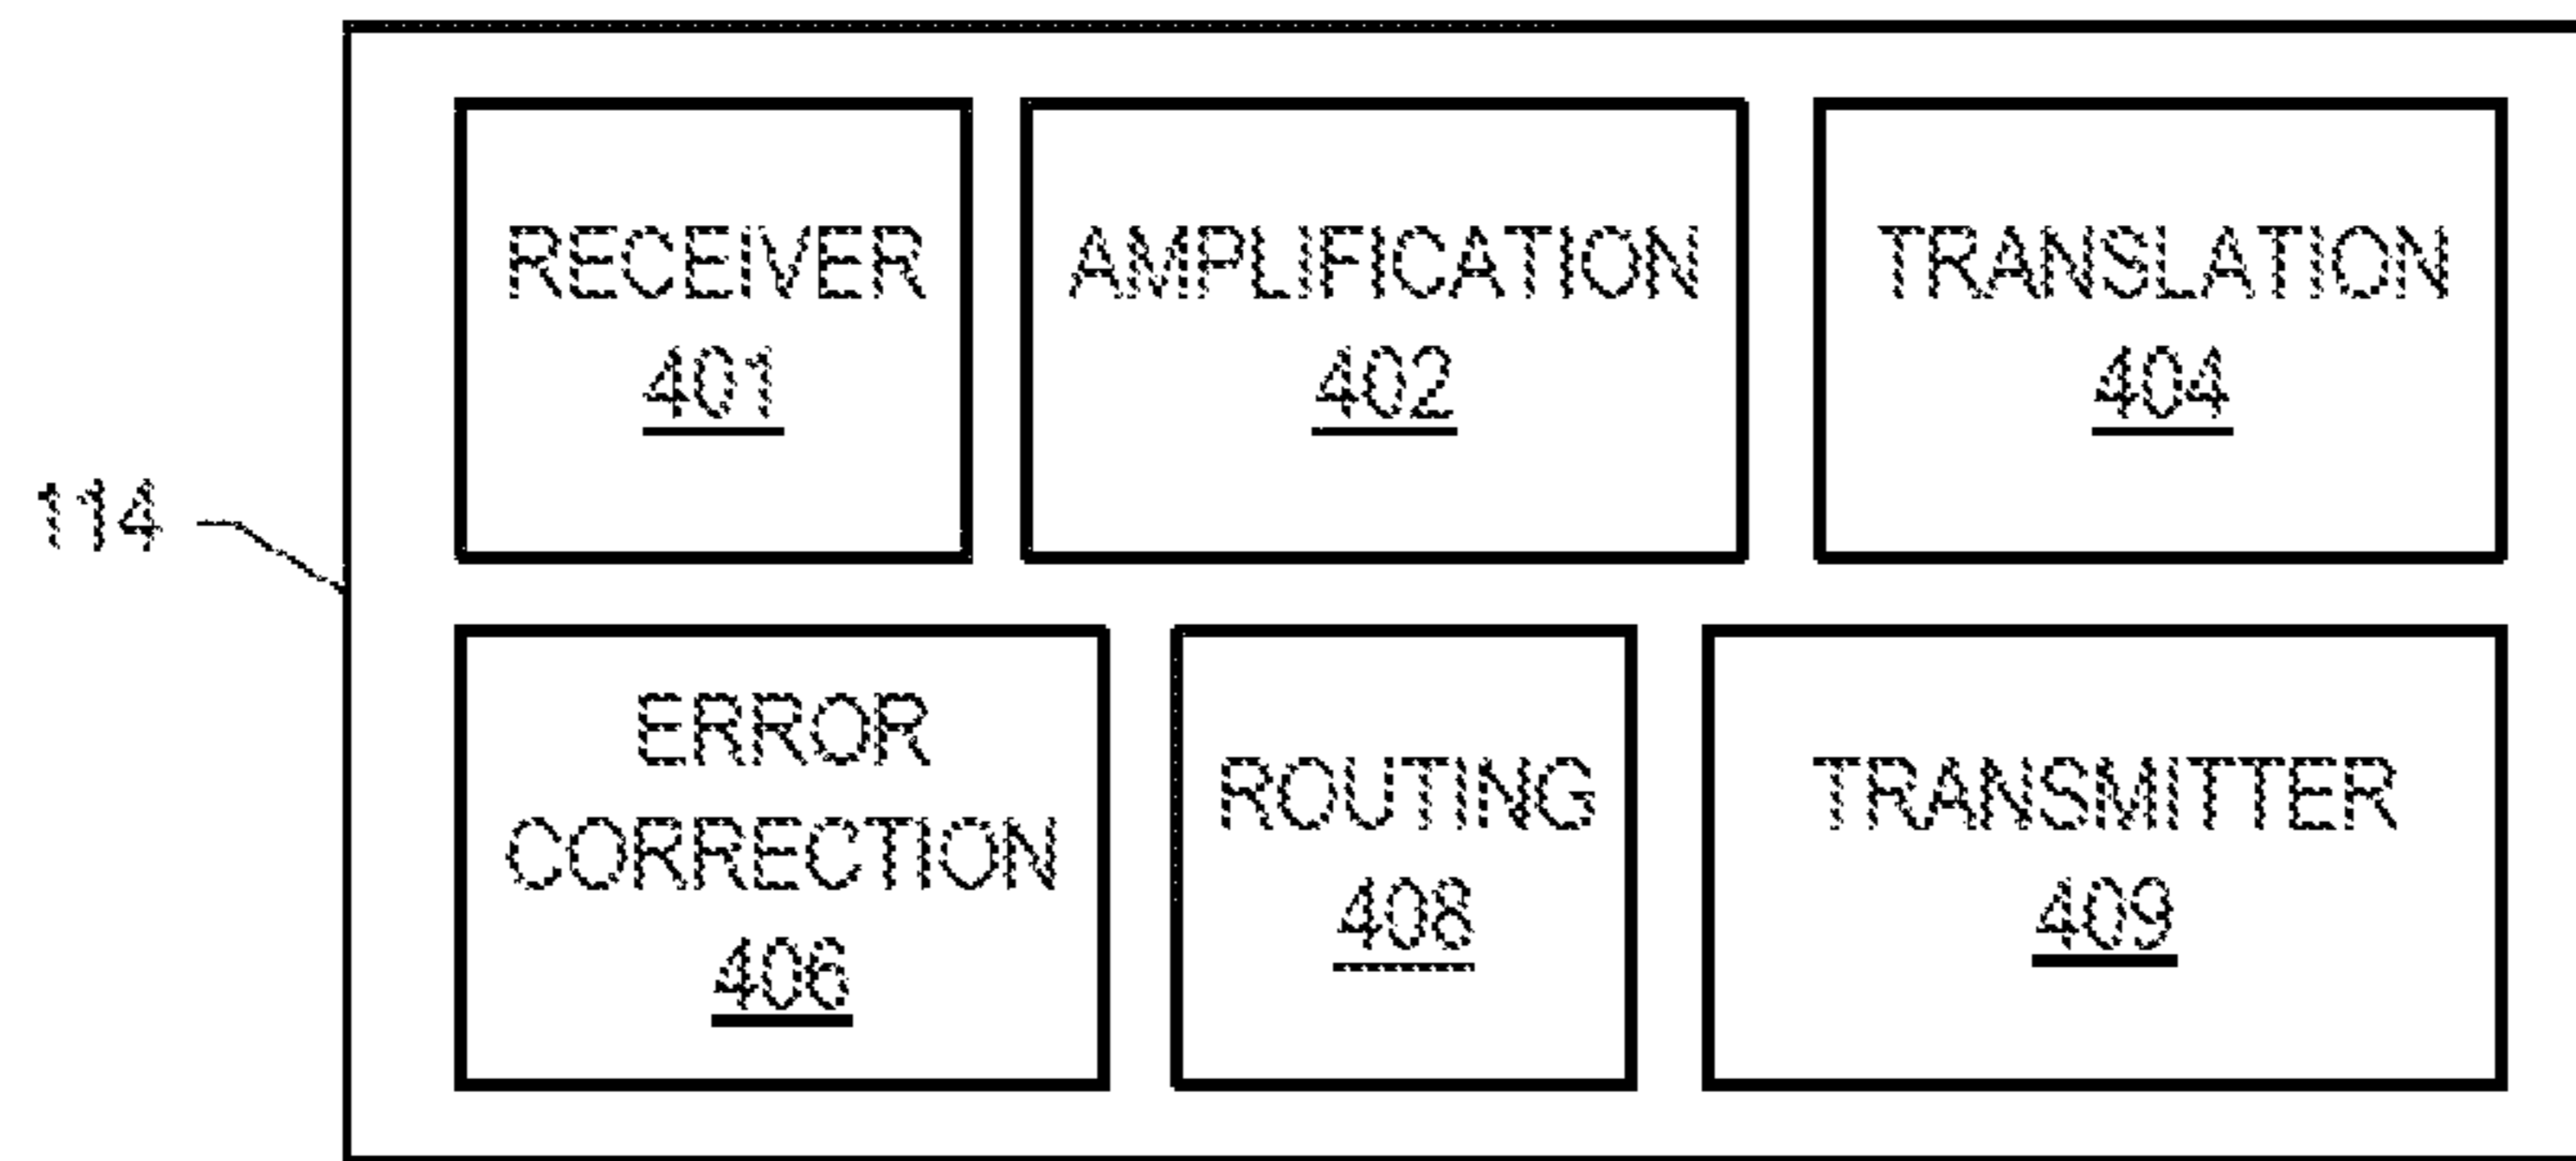 RECEIVER
401
AMPLIFICATION
402
TRANSLATION
404
114
ERROR
CORRECTION
406
ROUTING
408
TRANSMITTER
409